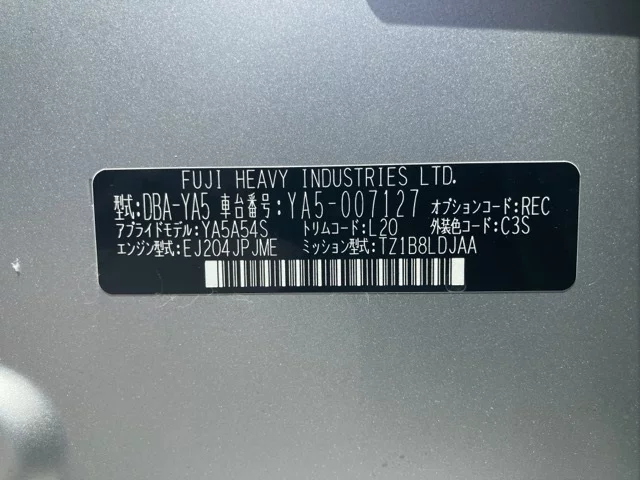 FUJI HEAVY INDUSTRIES LTD.
型式:DBA-YA5 車台番号:YA5-007127 オプションコード:REC
アプライドモデル:YA5A54S トリムコード:L20 外装色コード:C3S
エンジン型式:EJ204JPJME ミッション型式:TZ1B8LDJAA